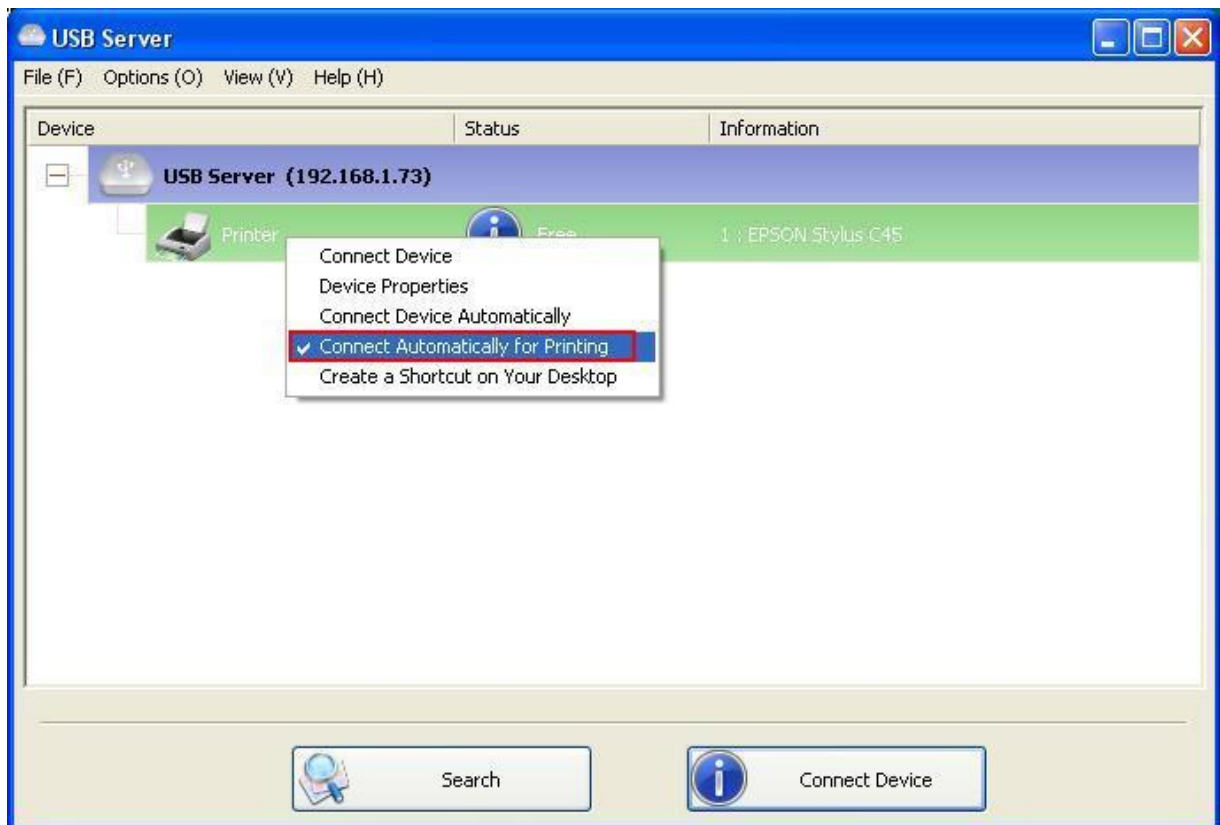 USB Server
File (F) Options (O) View (V) Help (H)
Device Status Information
USB Server (192.168.1.73)
Printer Free 1 : EPSON Stylus C45
Connect Device
Device Properties
Connect Device Automatically
Connect Automatically for Printing
Create a Shortcut on Your Desktop
Search Connect Device